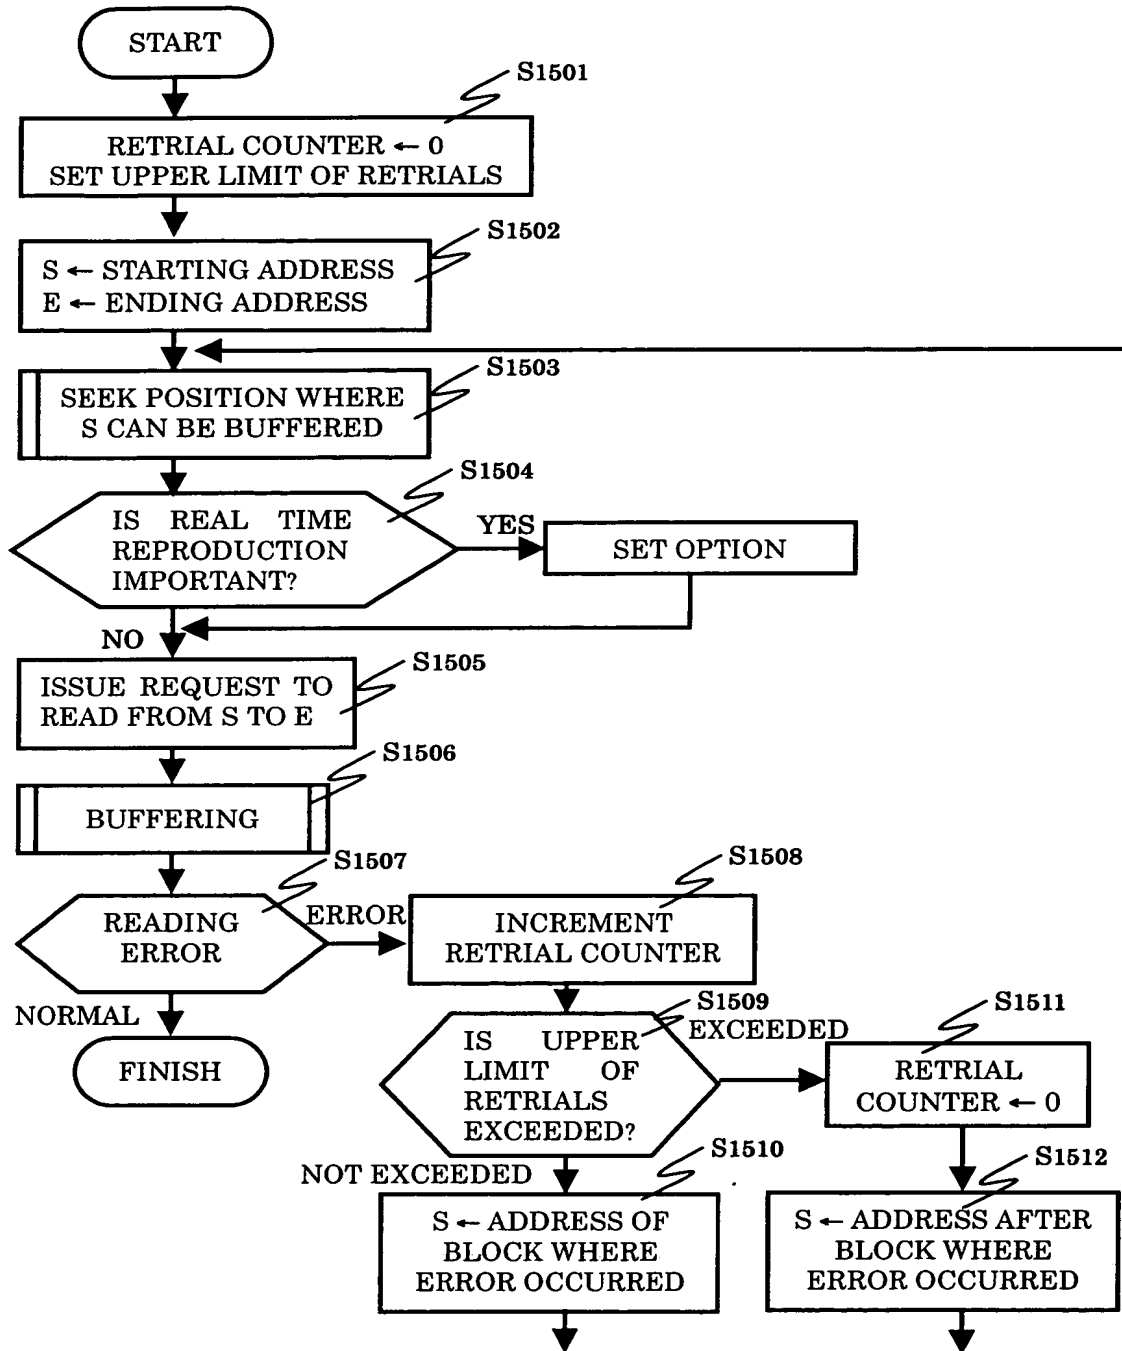 START
S1501
RETRIAL COUNTER ← 0
SET UPPER LIMIT OF RETRIALS
S1502
S ← STARTING ADDRESS
E ← ENDING ADDRESS
S1503
SEEK POSITION WHERE
S CAN BE BUFFERED
S1504
IS REAL TIME
REPRODUCTION
IMPORTANT?
YES
SET OPTION
NO
S1505
ISSUE REQUEST TO
READ FROM S TO E
S1506
BUFFERING
S1507
READING
ERROR
ERROR
S1508
INCREMENT
RETRIAL COUNTER
NORMAL
FINISH
S1509
IS UPPER
LIMIT OF
RETRIALS
EXCEEDED?
EXCEEDED
S1511
RETRIAL
COUNTER ← 0
NOT EXCEEDED
S1510
S ← ADDRESS OF
BLOCK WHERE
ERROR OCCURRED
S1512
S ← ADDRESS AFTER
BLOCK WHERE
ERROR OCCURRED